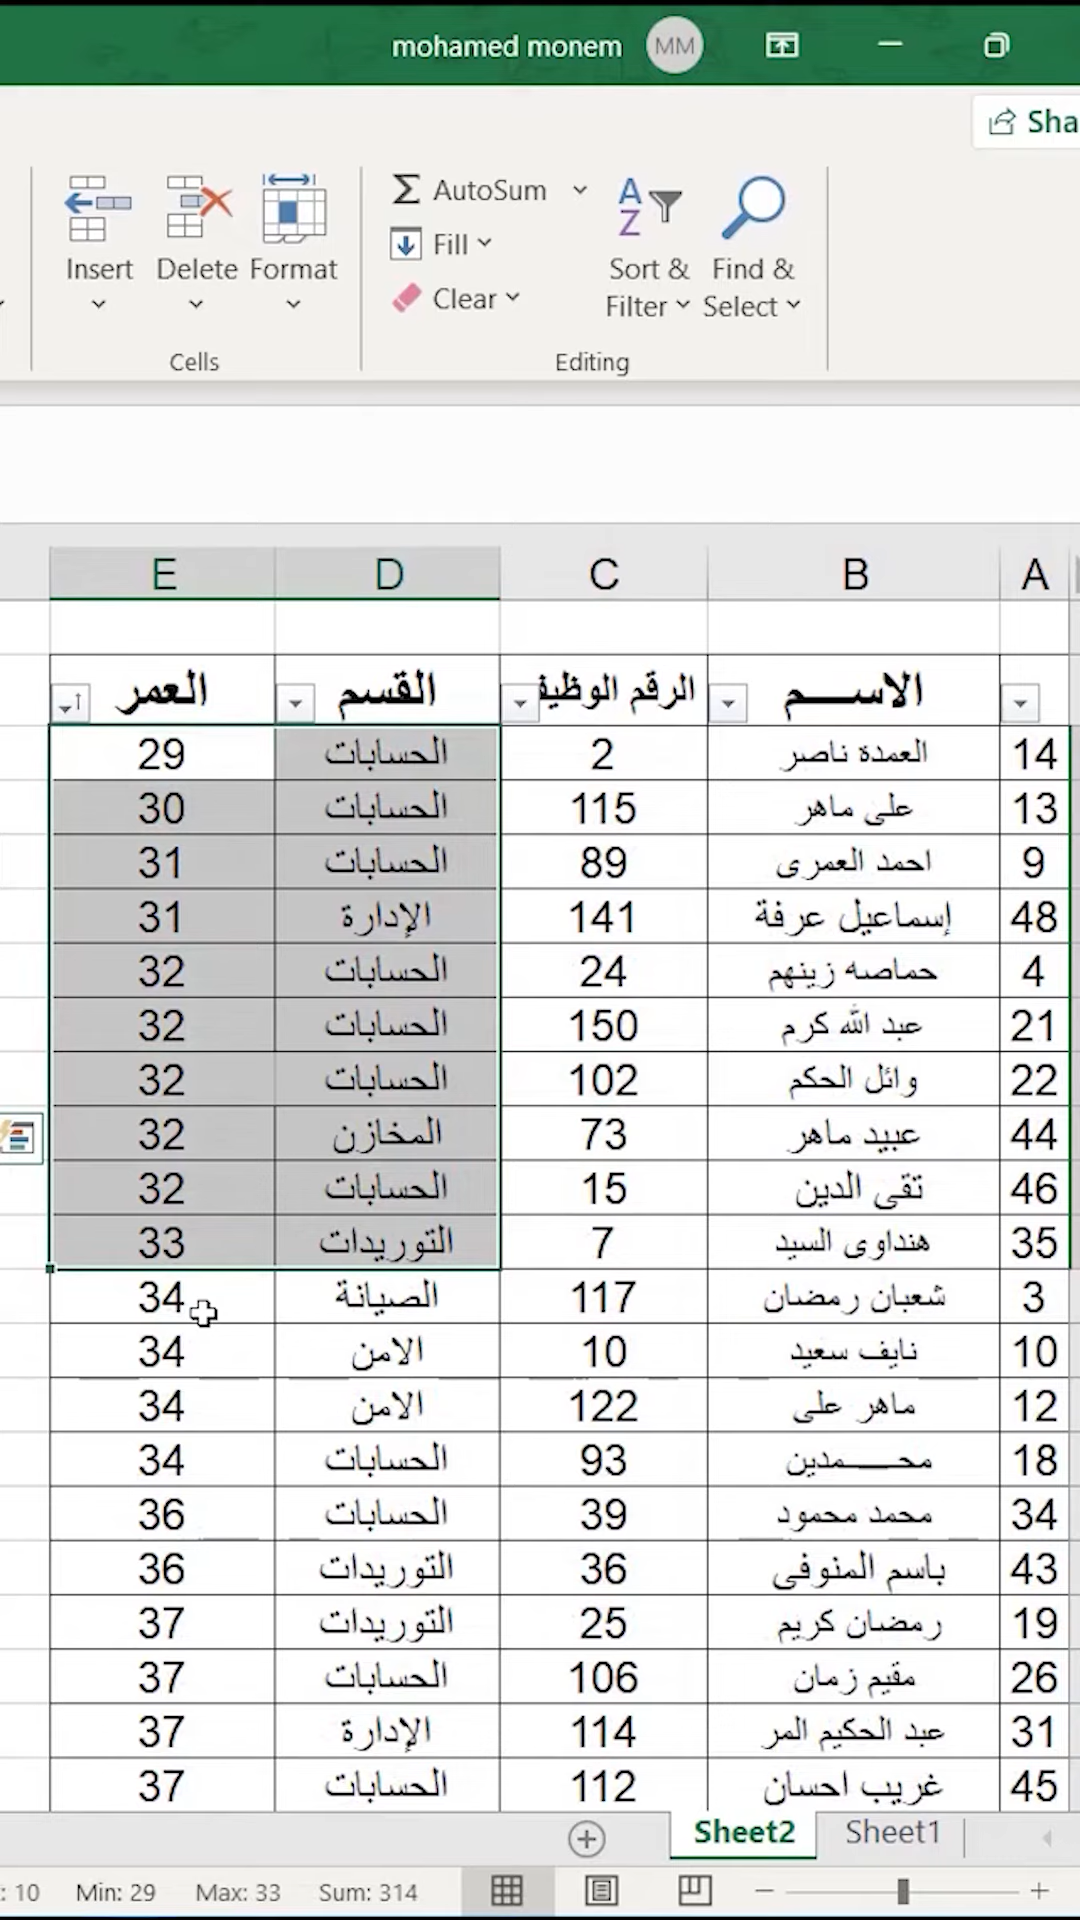 mohamed monem MM
Sha
AutoSum
Fill
Clear
Insert Delete Format
Sort & Filter
Find & Select
Cells
Editing
A B C D E
الاســـم الرقم الوظيف القسم العمر
14 العمدة ناصر 2 الحسابات 29
13 على ماهر 115 الحسابات 30
9 احمد العمرى 89 الحسابات 31
48 إسماعيل عرفة 141 الإدارة 31
4 حماصه زينهم 24 الحسابات 32
21 عبد الله كرم 150 الحسابات 32
22 وائل الحكم 102 الحسابات 32
44 عبيد ماهر 73 المخازن 32
46 تقى الدين 15 الحسابات 32
35 هنداوى السيد 7 التوريدات 33
3 شعبان رمضان 117 الصيانة 34
10 نايف سعيد 10 الامن 34
12 ماهر على 122 الامن 34
18 محـــــمدين 93 الحسابات 34
34 محمد محمود 39 الحسابات 36
43 باسم المنوفى 36 التوريدات 36
19 رمضان كريم 25 التوريدات 37
26 مقيم زمان 106 الحسابات 37
31 عبد الحكيم المر 114 الإدارة 37
45 غريب احسان 112 الحسابات 37
Sheet2 Sheet1
: 10 Min: 29 Max: 33 Sum: 314